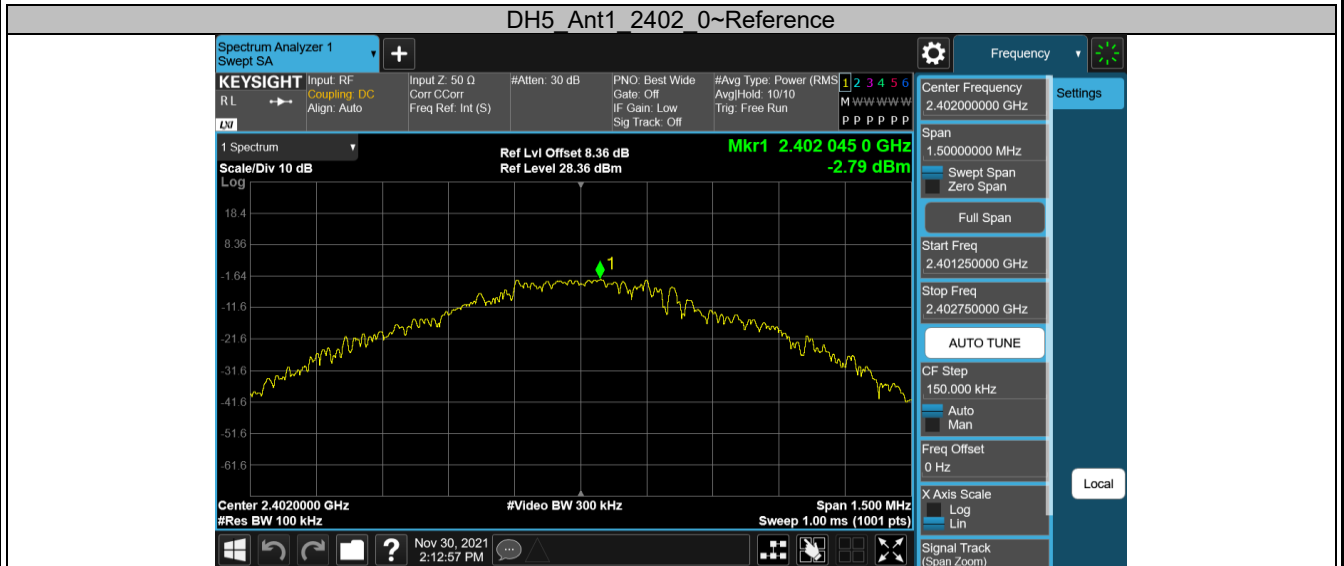 DH5_Ant1_2402_0~Reference
Spectrum Analyzer 1
Swept SA
+
Frequency
KEYSIGHT
RL
LXI
Input: RF
Coupling: DC
Align: Auto
Input Z: 50 Ω
Corr CCorr
Freq Ref: Int (S)
#Atten: 30 dB
PNO: Best Wide
Gate: Off
IF Gain: Low
Sig Track: Off
#Avg Type: Power (RMS
Avg|Hold: 10/10
Trig: Free Run
1 2 3 4 5 6
M W W W W W
P P P P P P
1 Spectrum
Scale/Div 10 dB
Ref Lvl Offset 8.36 dB
Ref Level 28.36 dBm
Mkr1 2.402 045 0 GHz
-2.79 dBm
Log
18.4
8.36
-1.64
-11.6
-21.6
-31.6
-41.6
-51.6
-61.6
1
Center 2.4020000 GHz
#Res BW 100 kHz
#Video BW 300 kHz
Span 1.500 MHz
Sweep 1.00 ms (1001 pts)
Nov 30, 2021
2:12:57 PM
?
Center Frequency
2.402000000 GHz
Span
1.50000000 MHz
Swept Span
Zero Span
Full Span
Start Freq
2.401250000 GHz
Stop Freq
2.402750000 GHz
AUTO TUNE
CF Step
150.000 kHz
Auto
Man
Freq Offset
0 Hz
X Axis Scale
Log
Lin
Signal Track
(Span Zoom)
Settings
Local